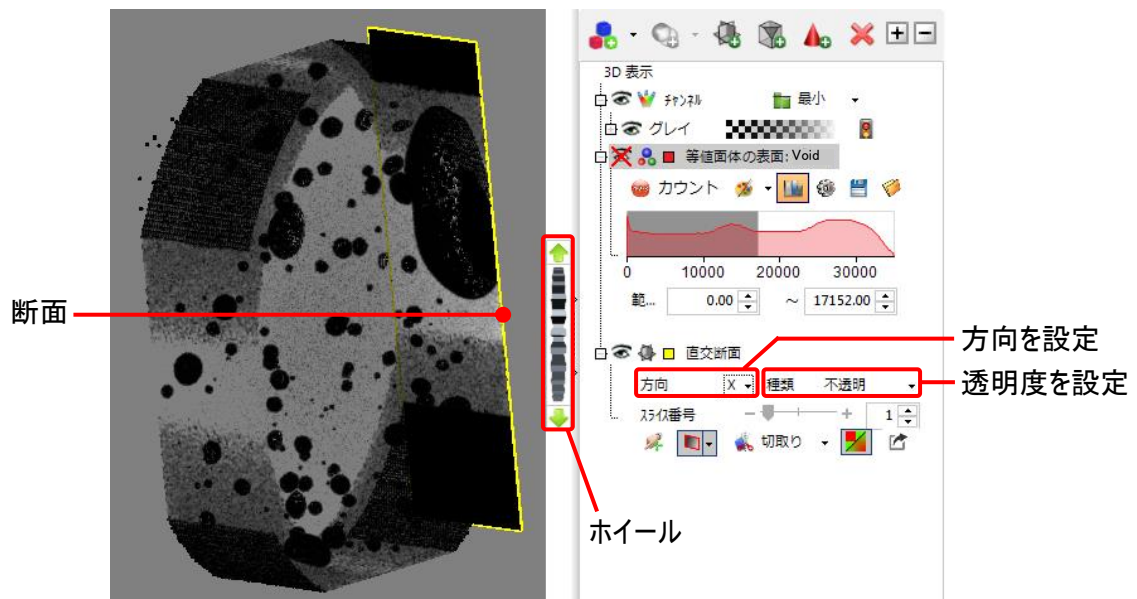 3D 表示
チャンネル 最小
グレイ
等値面体の表面: Void
カウント
0 10000 20000 30000
範... 0.00 ～ 17152.00
直交断面
方向 X 種類 不透明
スライス番号 1
切取り
断面
方向を設定
透明度を設定
ホイール